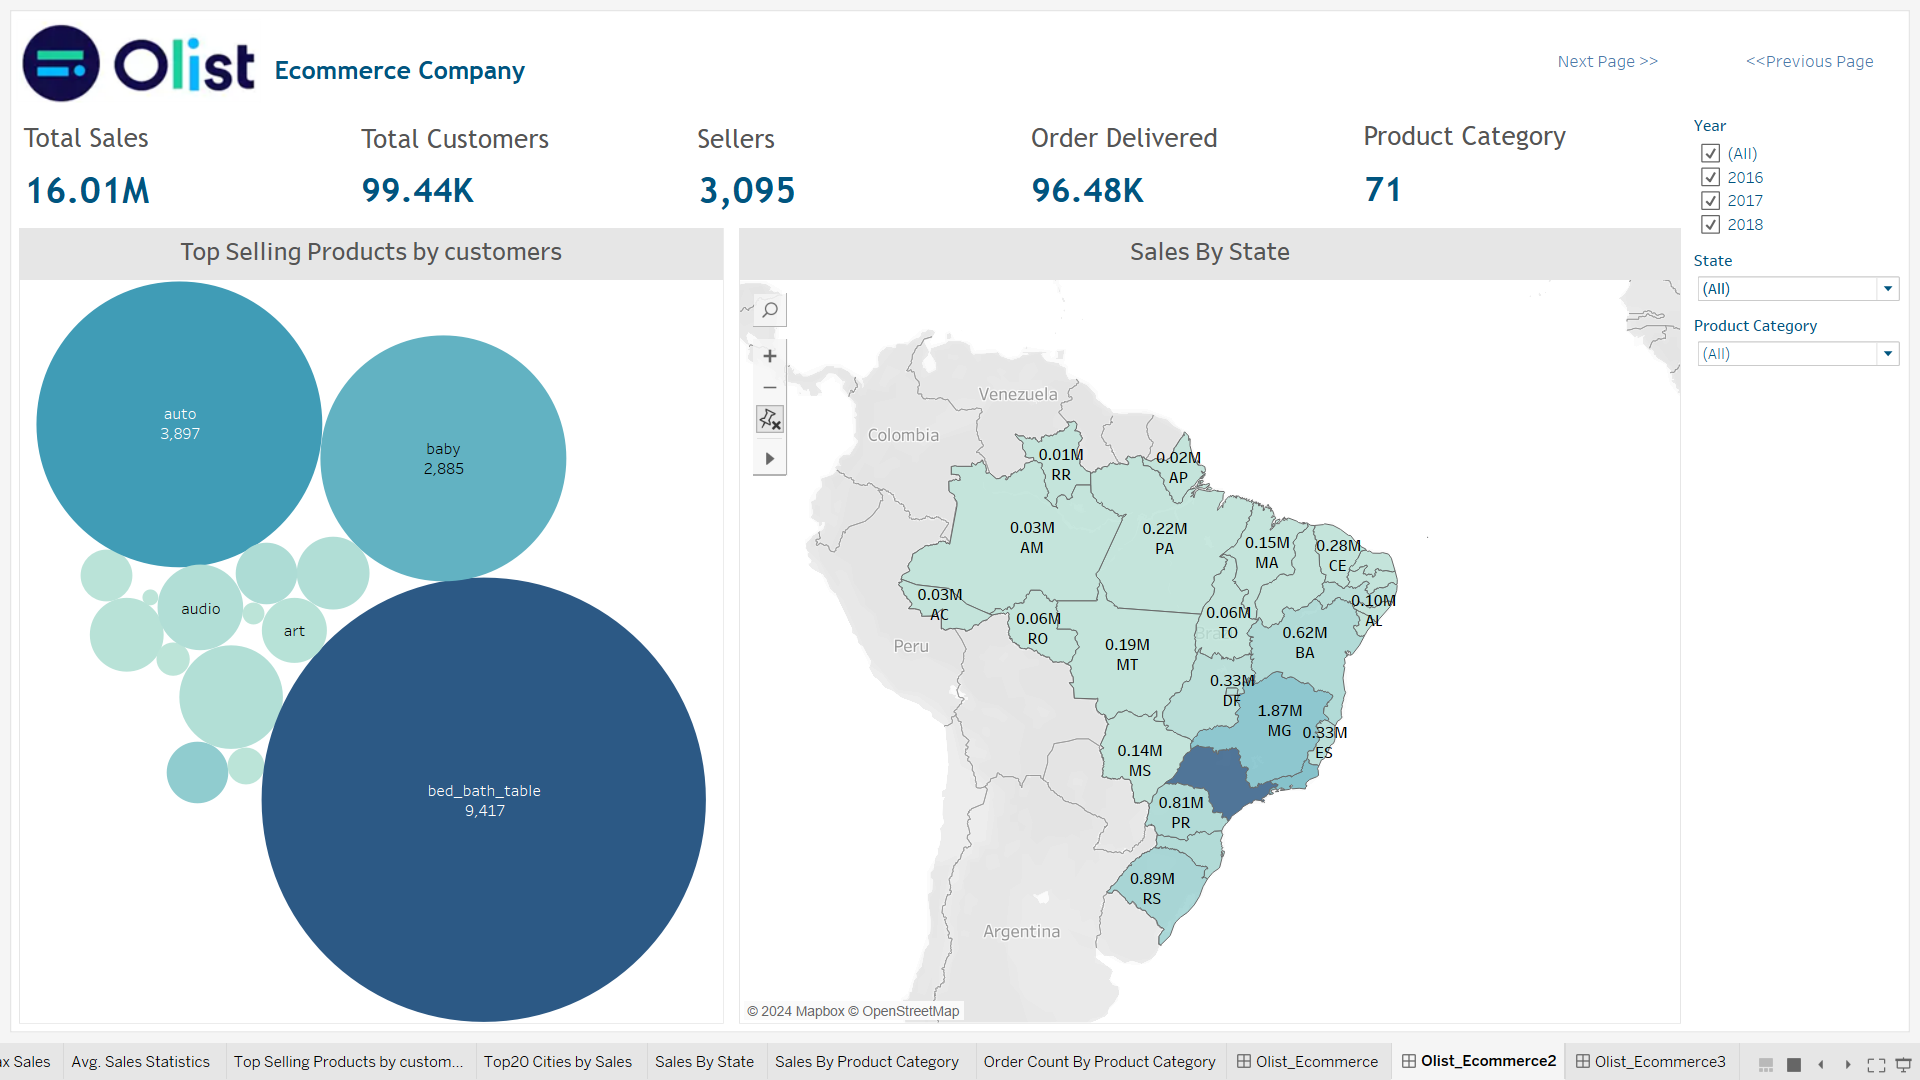 Olist Ecommerce Company
Next Page >>
<<Previous Page
Total Sales
16.01M
Total Customers
99.44K
Sellers
3,095
Order Delivered
96.48K
Product Category
71
Year
(All)
2016
2017
2018
State
(All)
Product Category
(All)
Top Selling Products by customers
auto
3,897
baby
2,885
audio
art
bed_bath_table
9,417
Sales By State
Venezuela
Colombia
Peru
Argentina
0.01M
RR
0.02M
AP
0.03M
AM
0.22M
PA
0.15M
MA
0.28M
CE
0.03M
AC
0.06M
RO
0.19M
MT
0.06M
TO
0.10M
AL
0.62M
BA
0.33M
DF
1.87M
MG
0.33M
ES
0.14M
MS
0.81M
PR
0.89M
RS
© 2024 Mapbox © OpenStreetMap
ax Sales
Avg. Sales Statistics
Top Selling Products by custom...
Top20 Cities by Sales
Sales By State
Sales By Product Category
Order Count By Product Category
Olist_Ecommerce
Olist_Ecommerce2
Olist_Ecommerce3